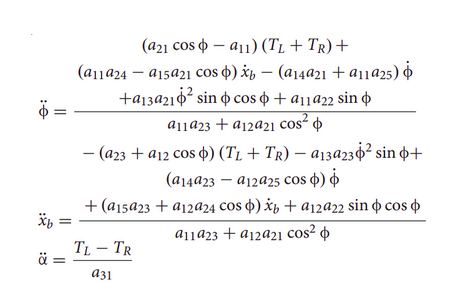 (a₂₁ cos ϕ − a₁₁) (T_L + T_R) +
(a₁₁a₂₄ − a₁₅a₂₁ cos ϕ) ẋ_b − (a₁₄a₂₁ + a₁₁a₂₅) ϕ̇
+a₁₃a₂₁ϕ̇² sin ϕ cos ϕ + a₁₁a₂₂ sin ϕ
ϕ̈ =
a₁₁a₂₃ + a₁₂a₂₁ cos² ϕ
− (a₂₃ + a₁₂ cos ϕ) (T_L + T_R) − a₁₃a₂₃ϕ̇² sin ϕ+
(a₁₄a₂₃ − a₁₂a₂₅ cos ϕ) ϕ̇
+ (a₁₅a₂₃ + a₁₂a₂₄ cos ϕ) ẋ_b + a₁₂a₂₂ sin ϕ cos ϕ
ẍ_b =
a₁₁a₂₃ + a₁₂a₂₁ cos² ϕ
T_L − T_R
α̈ =
a₃₁